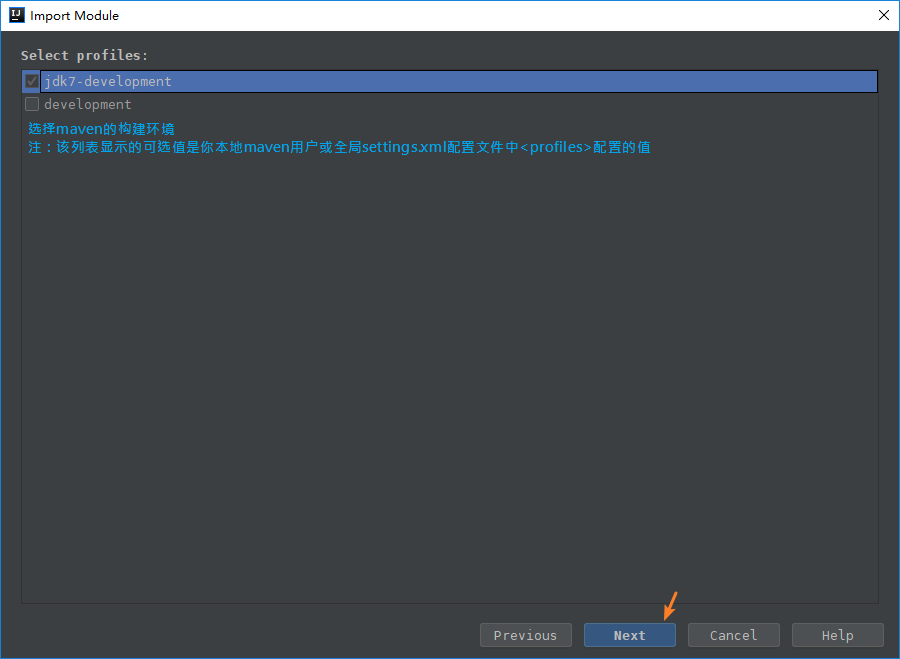 Import Module
Select profiles:
jdk7-development
development
选择maven的构建环境
注：该列表显示的可选值是你本地maven用户或全局settings.xml配置文件中<profiles>配置的值
Previous
Next
Cancel
Help